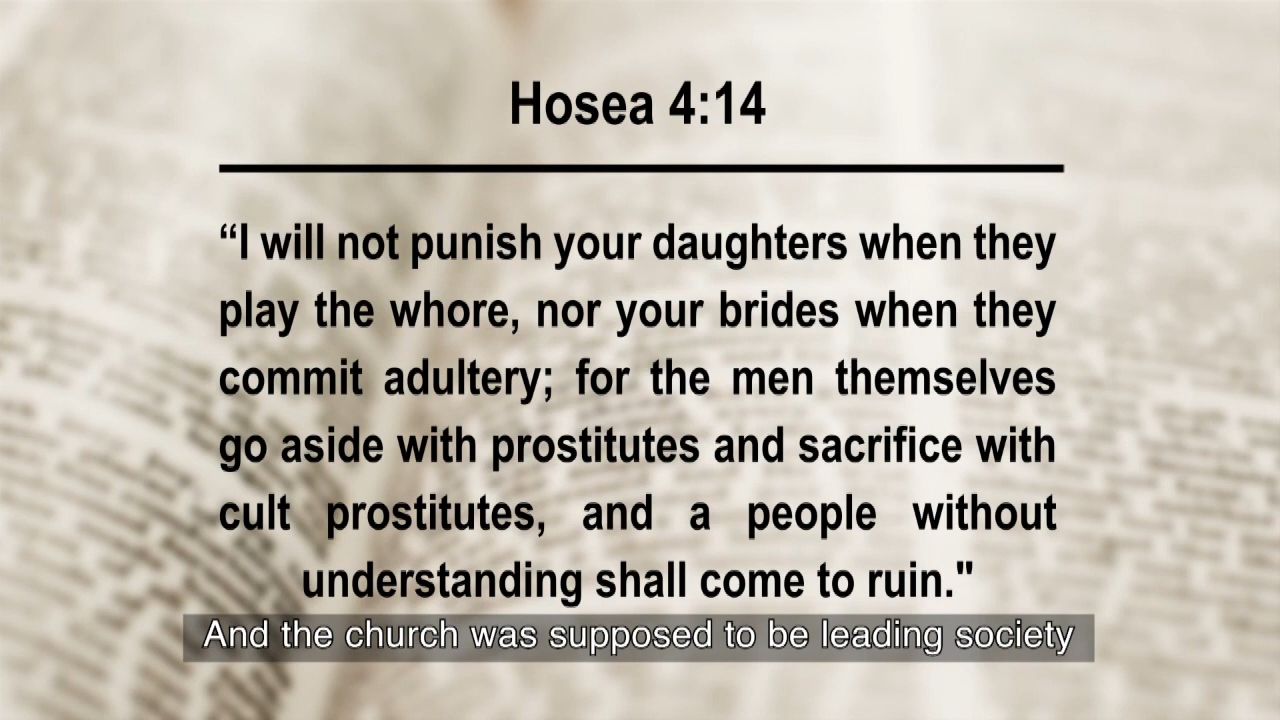 Hosea 4:14
“I will not punish your daughters when they
play the whore, nor your brides when they
commit adultery; for the men themselves
go aside with prostitutes and sacrifice with
cult prostitutes, and a people without
understanding shall come to ruin."
And the church was supposed to be leading society